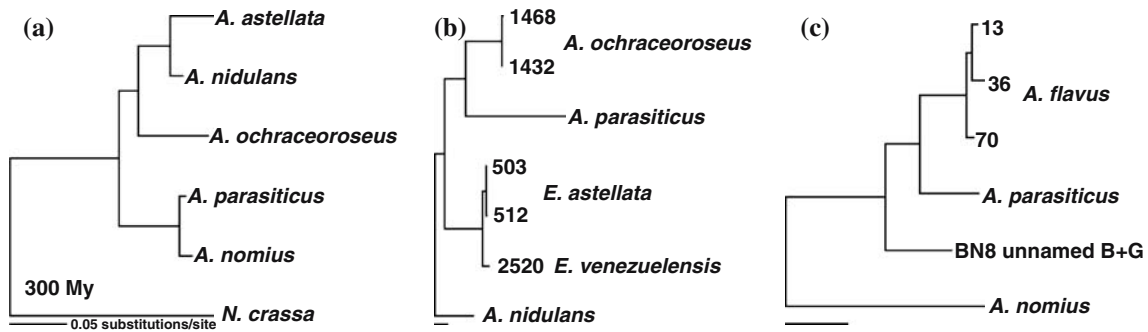 (a)
A. astellata
A. nidulans
A. ochraceoroseus
A. parasiticus
A. nomius
300 My
N. crassa
0.05 substitutions/site
(b)
1468
A. ochraceoroseus
1432
A. parasiticus
503
E. astellata
512
2520 E. venezuelensis
A. nidulans
(c)
13
36
A. flavus
70
A. parasiticus
BN8 unnamed B+G
A. nomius